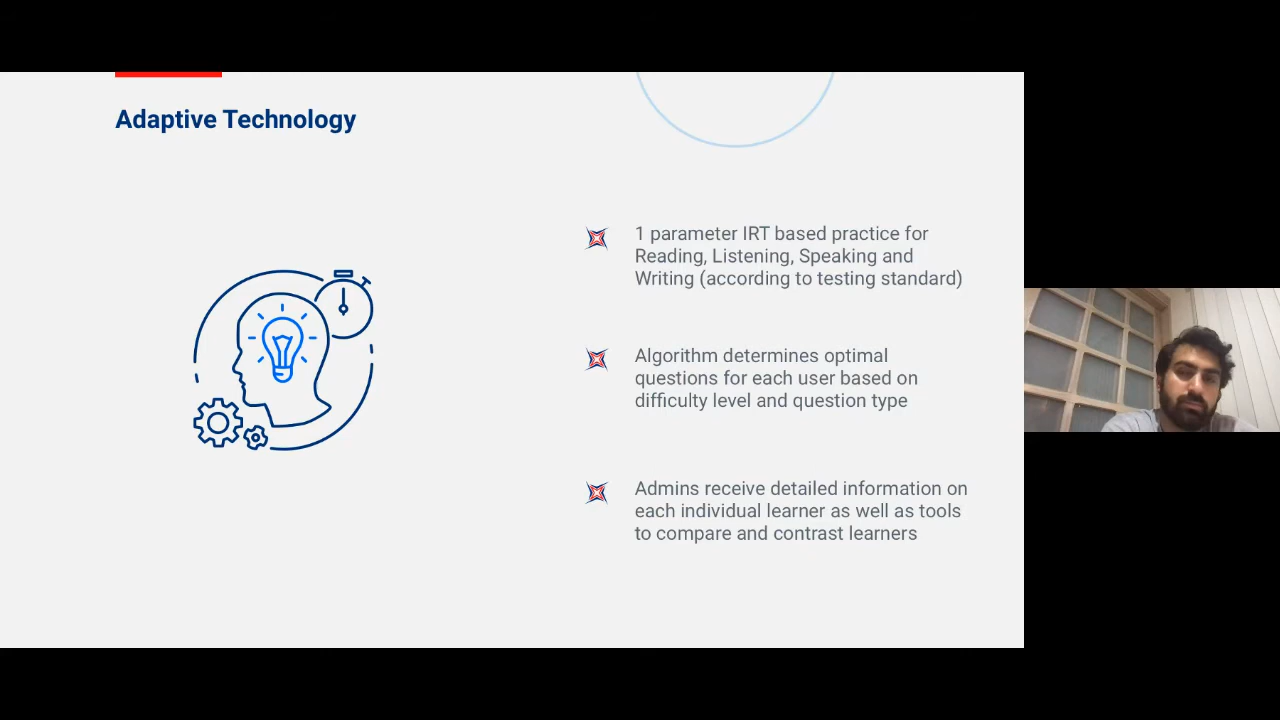 Adaptive Technology
1 parameter IRT based practice for
Reading, Listening, Speaking and
Writing (according to testing standard)
Algorithm determines optimal
questions for each user based on
difficulty level and question type
Admins receive detailed information on
each individual learner as well as tools
to compare and contrast learners